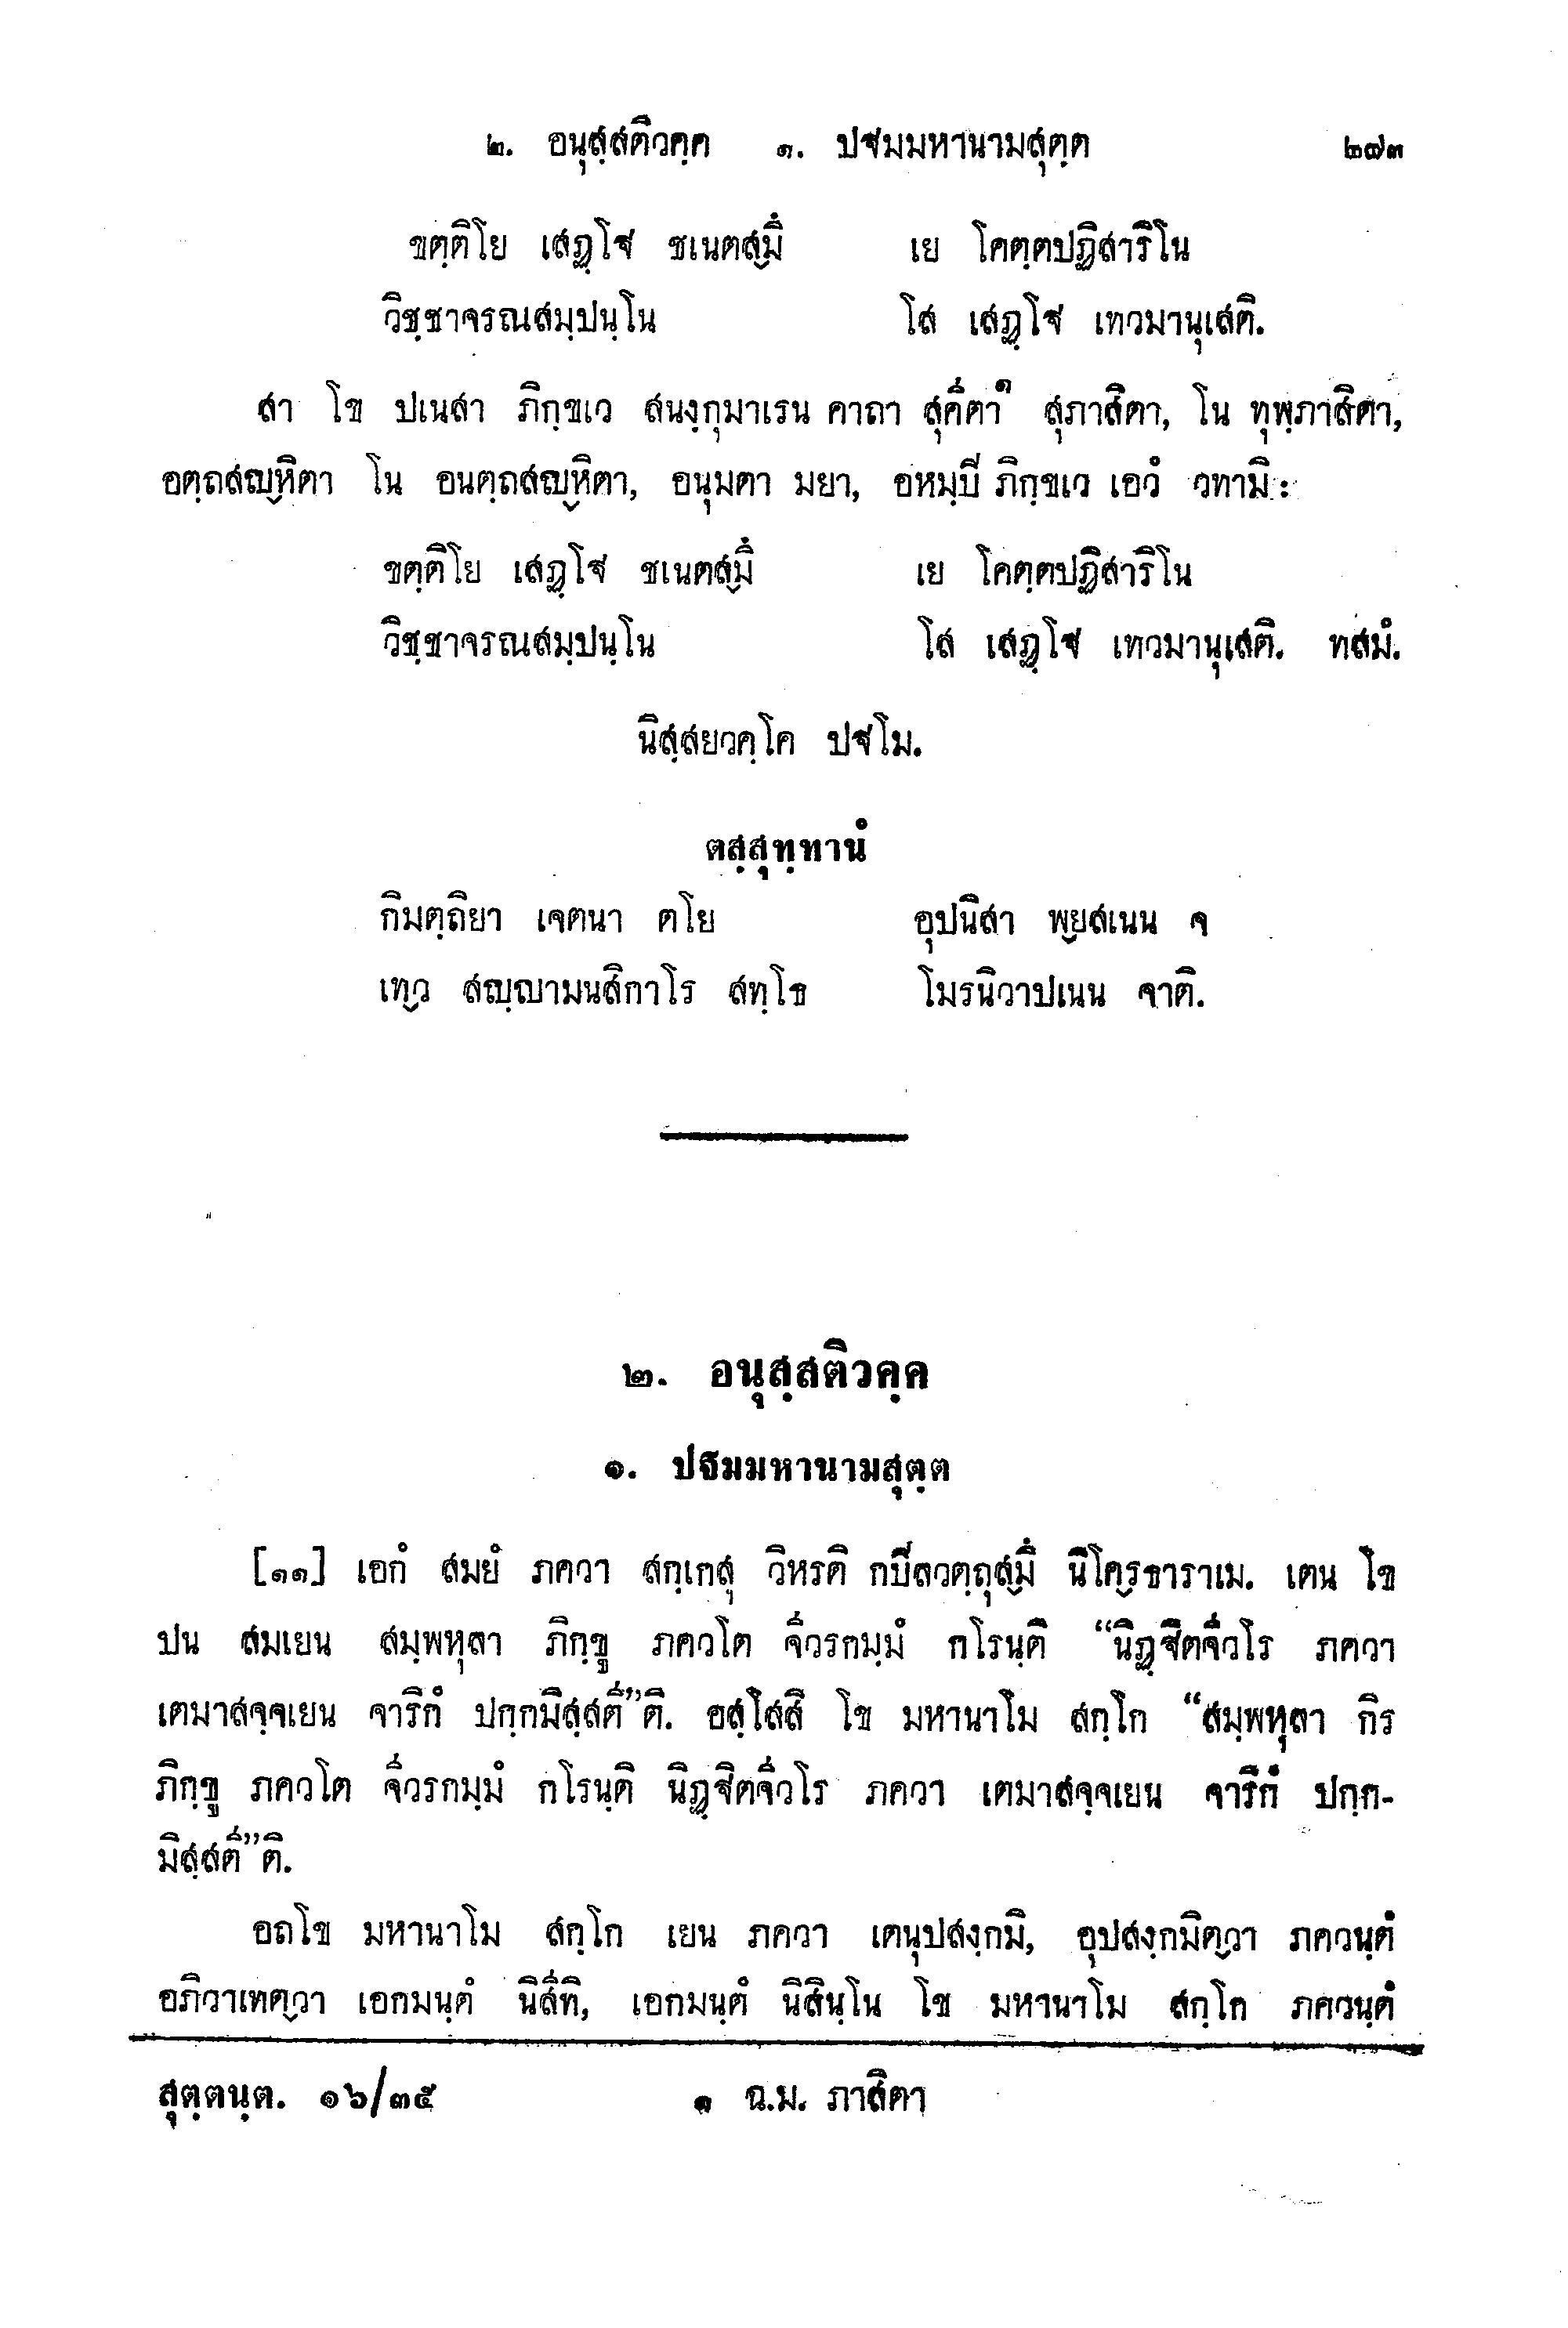 ๒. อนุสฺสติวคฺค ๑. ปฐมมหานามสุตฺต ๒๗๓
ขตฺติโย เสฏฺโฐ ชเนตสฺมึ เย โคตฺตปฏิสาริโน
วิชฺชาจรณสมฺปนฺโน โส เสฏฺโฐ เทวมานุเสติ.
สา โข ปเนสา ภิกฺขเว สนงฺกุมาเรน คาถา สุคีตา๑ สุภาสิตา, โน ทุพฺภาสิตา,
อตฺถสญฺหิตา โน อนตฺถสญฺหิตา, อนุมตา มยา, อหมฺปิ ภิกฺขเว เอวํ วทามิ :
ขตฺติโย เสฏฺโฐ ชเนตสฺมึ เย โคตฺตปฏิสาริโน
วิชฺชาจรณสมฺปนฺโน โส เสฏฺโฐ เทวมานุเสติ. ทสมํ.
นิสฺสยวคฺโค ปฐโม.
ตสฺสุทฺทานํ
กิมตฺถิยา เจตนา ตโย อุปนิสา พฺยสเนน จ
เทฺว สญฺญามนสิกาโร สทฺโธ โมรนิวาปเนน จาติ.
๒. อนุสฺสติวคฺค
๑. ปฐมมหานามสุตฺต
[๑๑] เอกํ สมยํ ภควา สกฺเกสุ วิหรติ กปิลวตฺถุสฺมึ นิโคฺรธาราเม. เตน โข
ปน สมเยน สมฺพหุลา ภิกฺขู ภควโต จีวรกมฺมํ กโรนฺติ “นิฏฺฐิตจีวโร ภควา
เตมาสจฺจเยน จาริกํ ปกฺกมิสฺสตี”ติ. อสฺโสสิ โข มหานาโม สกฺโก “สมฺพหุลา กิร
ภิกฺขู ภควโต จีวรกมฺมํ กโรนฺติ นิฏฺฐิตจีวโร ภควา เตมาสจฺจเยน จาริกํ ปกฺก-
มิสฺสตี”ติ.
อถโข มหานาโม สกฺโก เยน ภควา เตนุปสงฺกมิ, อุปสงฺกมิตฺวา ภควนฺตํ
อภิวาเทตฺวา เอกมนฺตํ นิสีทิ, เอกมนฺตํ นิสินฺโน โข มหานาโม สกฺโก ภควนฺตํ
สุตฺตนฺต. ๑๖/๓๕ ๑ ฉ.ม. ภาสิตา